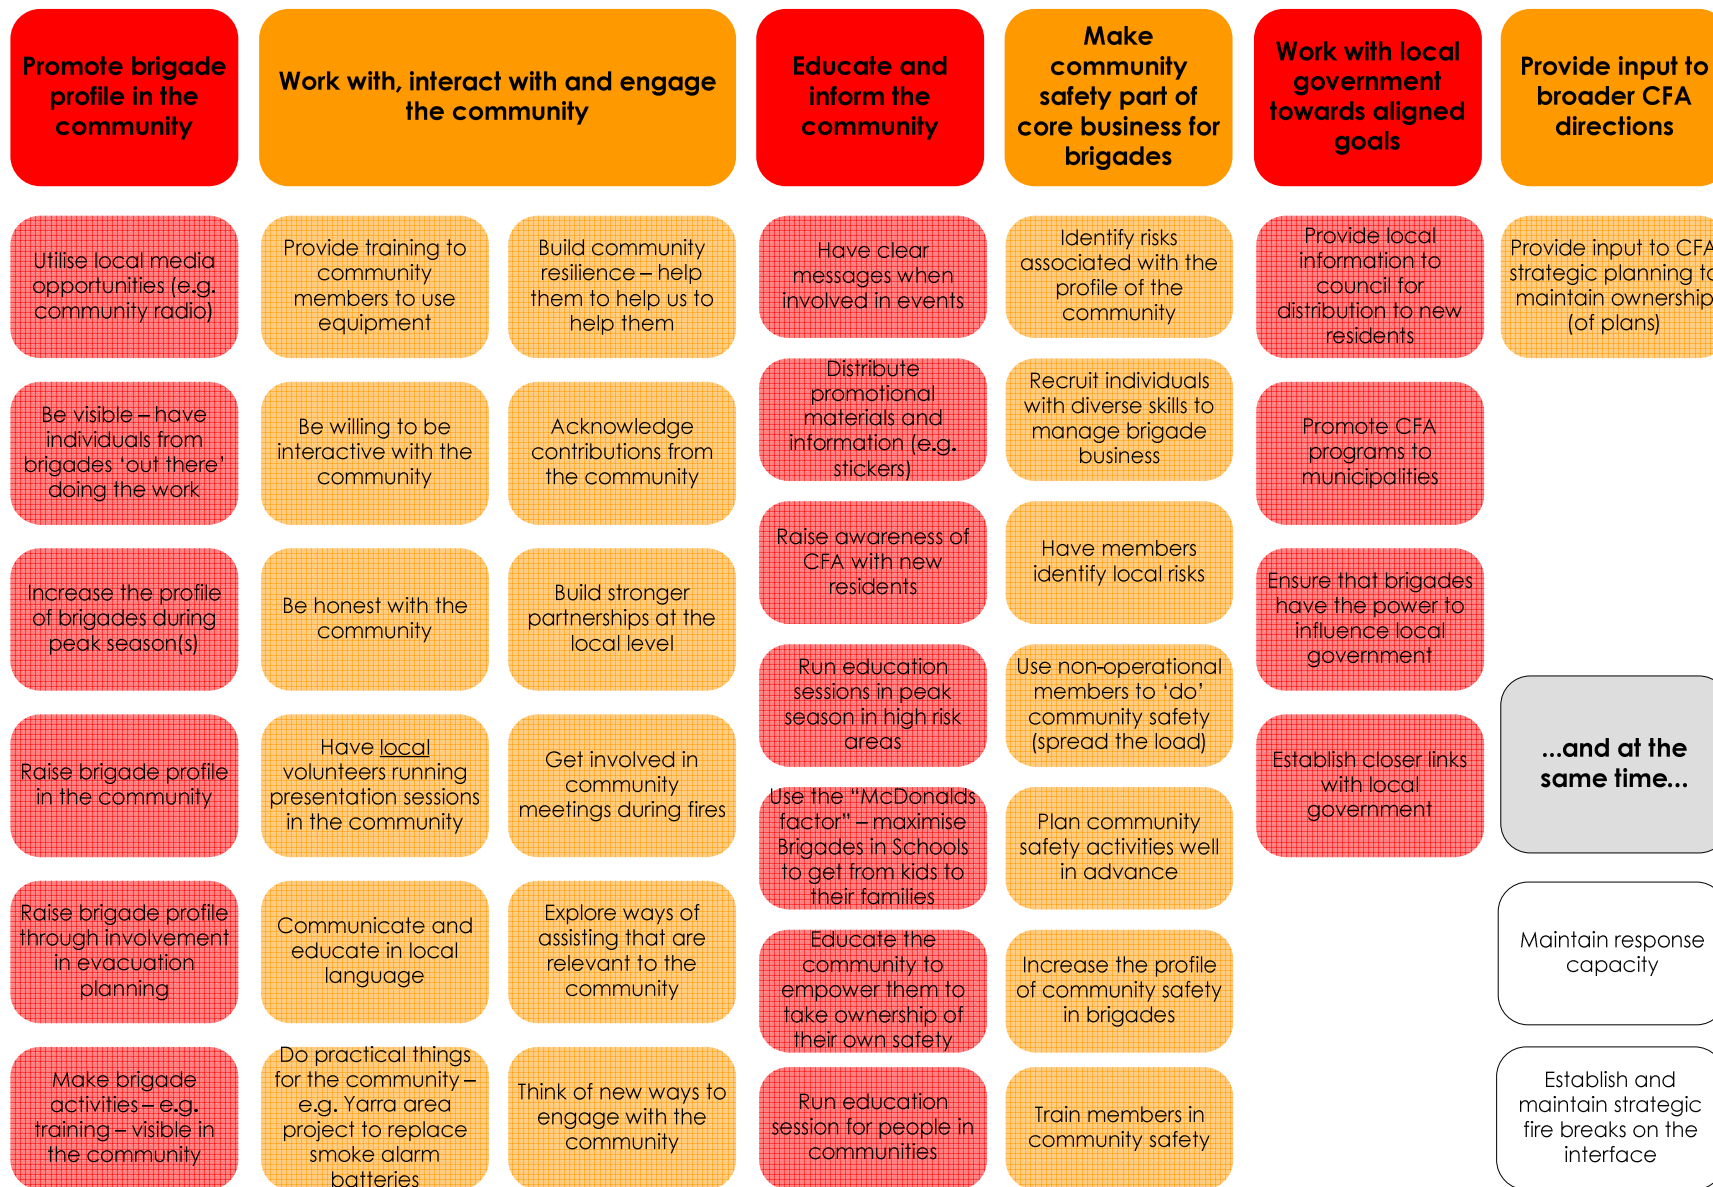 Promote brigade
profile in the
community
Work with, interact with and engage
the community
Educate and
inform the
community
Make
community
safety part of
core business for
brigades
Work with local
government
towards aligned
goals
Provide input to
broader CFA
directions
Utilise local media
opportunities (e.g.
community radio)
Be visible – have
individuals from
brigades ‘out there’
doing the work
Increase the profile
of brigades during
peak season(s)
Raise brigade profile
in the community
Raise brigade profile
through involvement
in evacuation
planning
Make brigade
activities – e.g.
training – visible in
the community
Provide training to
community
members to use
equipment
Be willing to be
interactive with the
community
Be honest with the
community
Have local
volunteers running
presentation sessions
in the community
Communicate and
educate in local
language
Do practical things
for the community –
e.g. Yarra area
project to replace
smoke alarm
batteries
Build community
resilience – help
them to help us to
help them
Acknowledge
contributions from
the community
Build stronger
partnerships at the
local level
Get involved in
community
meetings during fires
Explore ways of
assisting that are
relevant to the
community
Think of new ways to
engage with the
community
Have clear
messages when
involved in events
Distribute
promotional
materials and
information (e.g.
stickers)
Raise awareness of
CFA with new
residents
Run education
sessions in peak
season in high risk
areas
Use the “McDonalds
factor” – maximise
Brigades in Schools
to get from kids to
their families
Educate the
community to
empower them to
take ownership of
their own safety
Run education
session for people in
communities
Identify risks
associated with the
profile of the
community
Recruit individuals
with diverse skills to
manage brigade
business
Have members
identify local risks
Use non-operational
members to ‘do’
community safety
(spread the load)
Plan community
safety activities well
in advance
Increase the profile
of community safety
in brigades
Train members in
community safety
Provide local
information to
council for
distribution to new
residents
Promote CFA
programs to
municipalities
Ensure that brigades
have the power to
influence local
government
Establish closer links
with local
government
Provide input to CFA
strategic planning to
maintain ownership
(of plans)
...and at the
same time...
Maintain response
capacity
Establish and
maintain strategic
fire breaks on the
interface